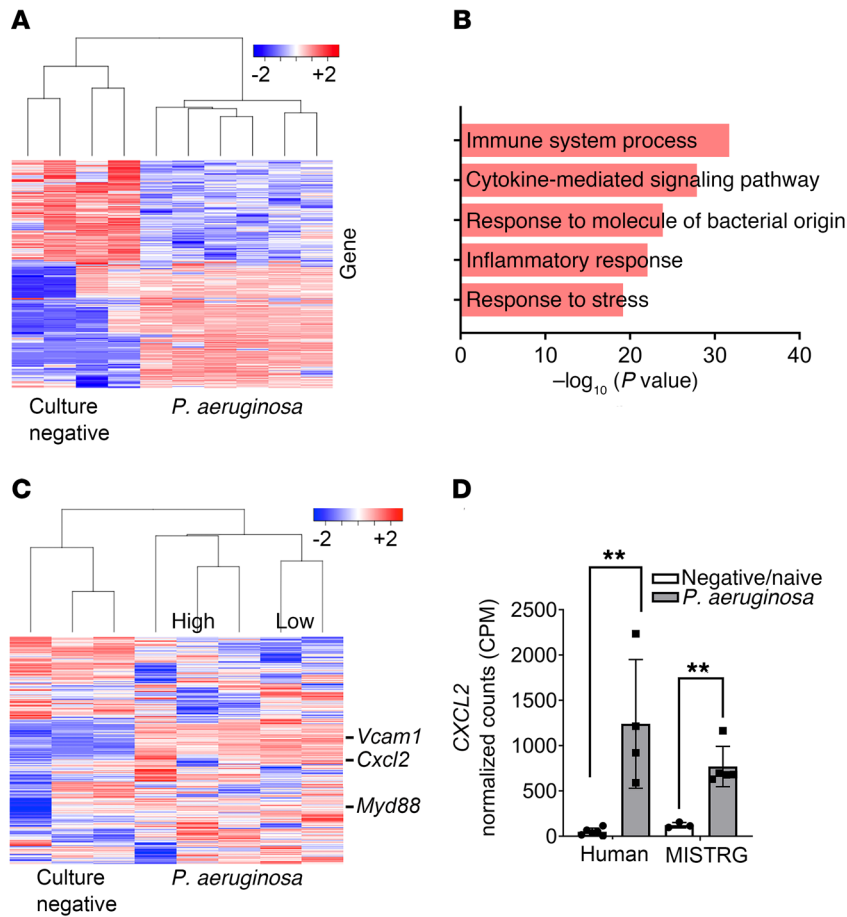 A
-2 +2
Gene
Culture
negative
P. aeruginosa
B
Immune system process
Cytokine-mediated signaling pathway
Response to molecule of bacterial origin
Inflammatory response
Response to stress
0 10 20 30 40
–log10 (P value)
C
-2 +2
High Low
Vcam1
Cxcl2
Myd88
Culture
negative
P. aeruginosa
D
**
Negative/naive
P. aeruginosa
**
CXCL2
normalized counts (CPM)
2500
2000
1500
1000
500
0
Human MISTRG